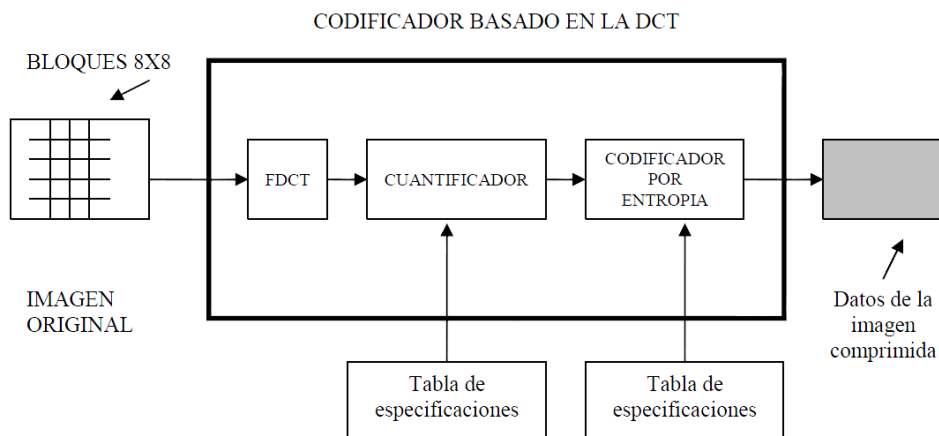 CODIFICADOR BASADO EN LA DCT
BLOQUES 8X8
FDCT
CUANTIFICADOR
CODIFICADOR
POR
ENTROPIA
IMAGEN
ORIGINAL
Datos de la
imagen
comprimida
Tabla de
especificaciones
Tabla de
especificaciones